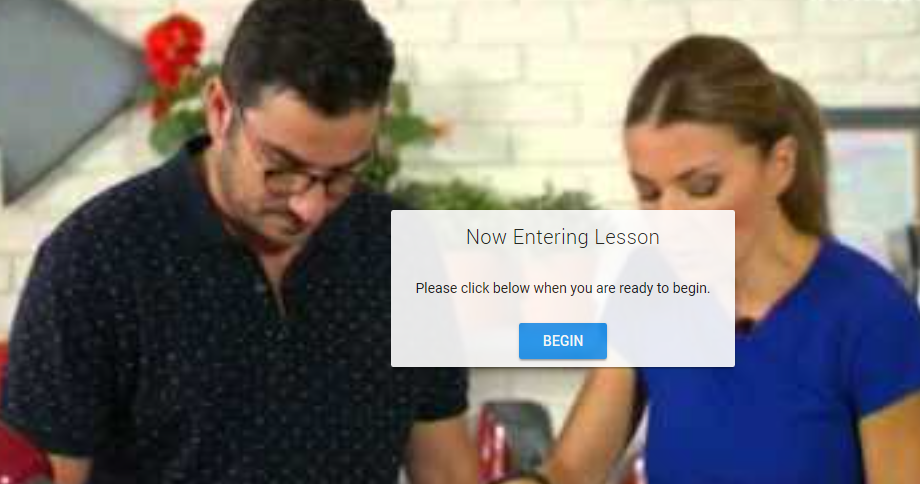 Now Entering Lesson
Please click below when you are ready to begin.
BEGIN